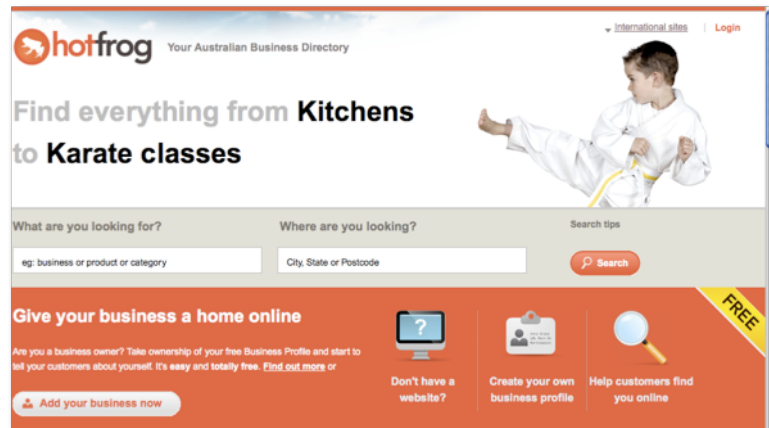 hotfrog Your Australian Business Directory
International sites | Login
Find everything from Kitchens
to Karate classes
What are you looking for?
Where are you looking?
Search tips
eg: business or product or category
City, State or Postcode
Search
FREE
Give your business a home online
Are you a business owner? Take ownership of your free Business Profile and start to
tell your customers about yourself. It's easy and totally free. Find out more or
Add your business now
?
Don't have a
website?
Create your own
business profile
Help customers find
you online